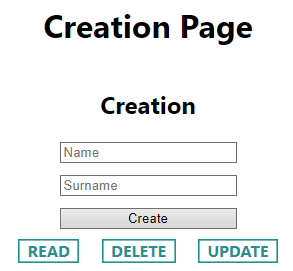 Creation Page
Creation
Name
Surname
Create
READ DELETE UPDATE